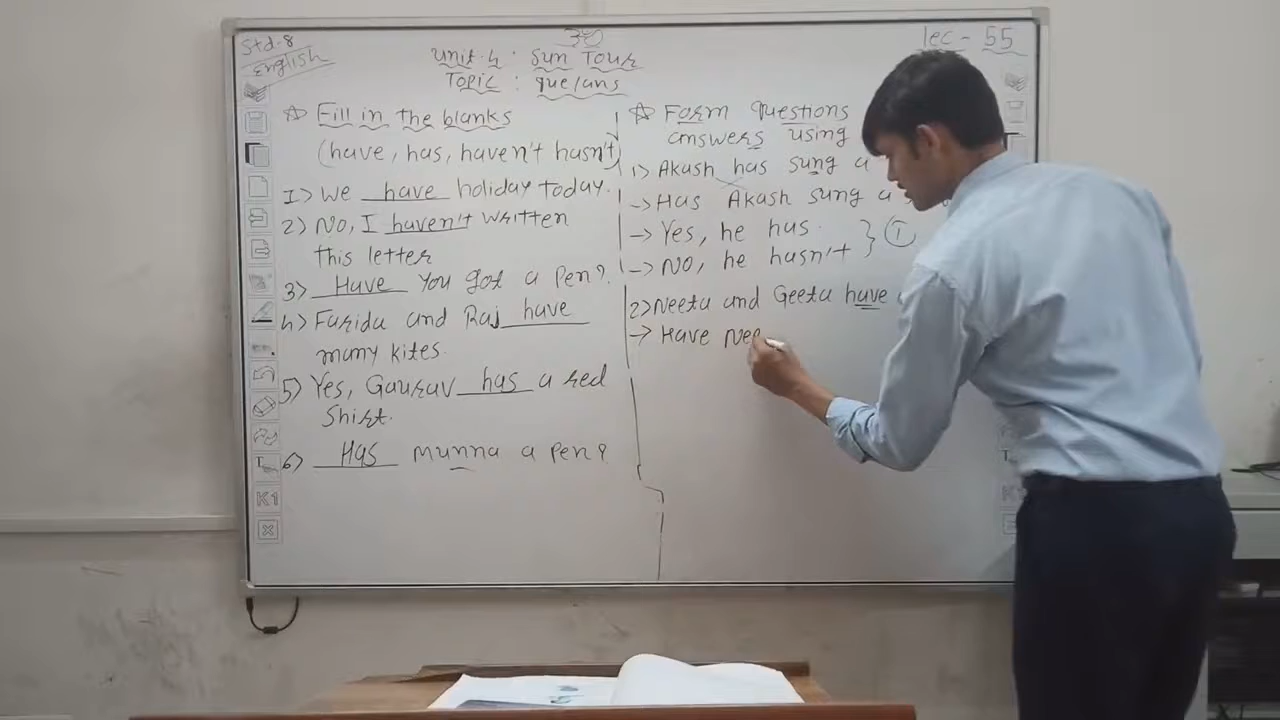 Std-8
English
30
lec - 55
Unit-4 : Sun Tour
Topic : que/ans
☆ Fill in the blanks
(have, has, haven't hasn't)
1> We have holiday today.
2) No, I haven't written
this letter
3> Have You got a pen?
4> Farida and Raj have
many kites.
5) Yes, Gaurav has a red
Shirt.
6> Has munna a pen?
☆ Form Questions
answers using
1> Akash has sung a
→ Has Akash sung a
→ Yes, he has.
→ No, he hasn't } 1
2) Neeta and Geeta have
→ Have Nee
T
K1